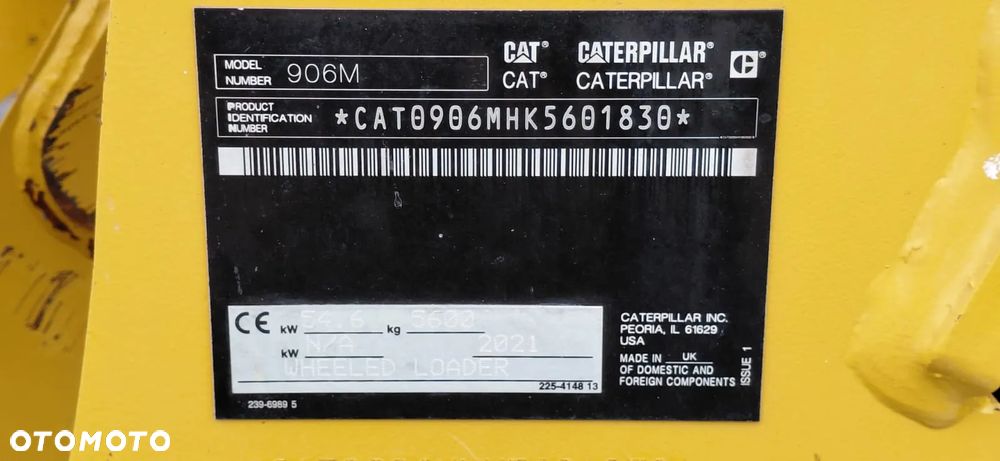 MODEL
NUMBER 906M
CAT® CATERPILLAR®
CAT® CATERPILLAR®
PRODUCT
IDENTIFICATION
NUMBER
*CAT0906MHK5601830*
CE kW 54.6 kg 5600
kW N/A 2021
WHEELED LOADER
225-4148 13
239-6989 5
CATERPILLAR INC.
PEORIA, IL 61629
USA
MADE IN UK
OF DOMESTIC AND
FOREIGN COMPONENTS
ISSUE 1
OTOMOTO